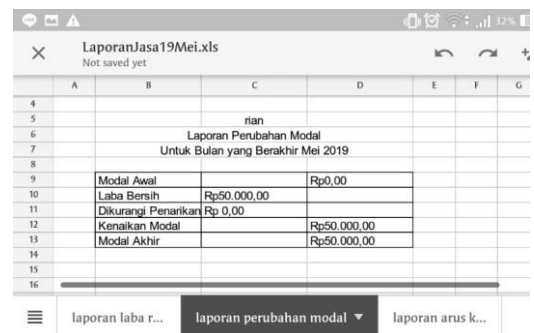 32%
LaporanJasa19Mei.xls
Not saved yet
A B C D E F G
4
5 rian
6 Laporan Perubahan Modal
7 Untuk Bulan yang Berakhir Mei 2019
8
9 Modal Awal Rp0,00
10 Laba Bersih Rp50.000,00
11 Dikurangi Penarikan Rp 0,00
12 Kenaikan Modal Rp50.000,00
13 Modal Akhir Rp50.000,00
14
15
16
laporan laba r... laporan perubahan modal laporan arus k...